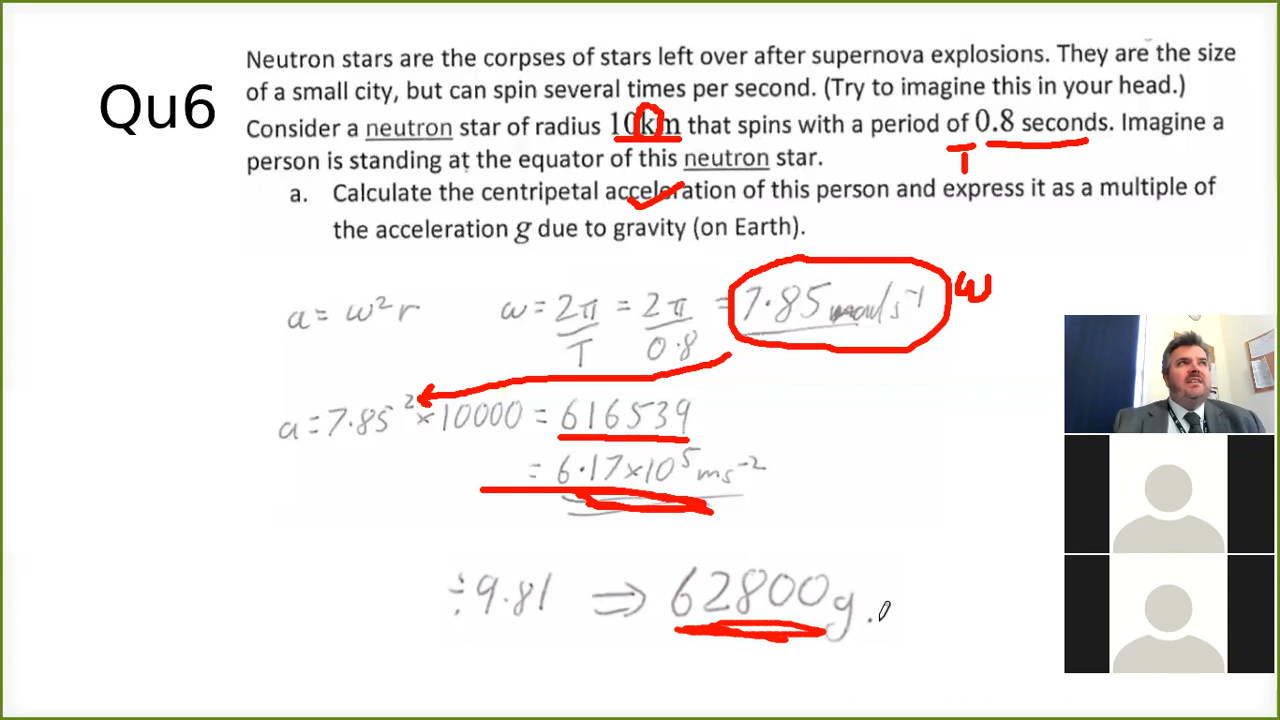 Qu6
Neutron stars are the corpses of stars left over after supernova explosions. They are the size
of a small city, but can spin several times per second. (Try to imagine this in your head.)
Consider a neutron star of radius 10km that spins with a period of 0.8 seconds. Imagine a
person is standing at the equator of this neutron star.
T
a. Calculate the centripetal acceleration of this person and express it as a multiple of
the acceleration g due to gravity (on Earth).
a = ω²r ω = 2π/T = 2π/0.8 = 7.85 rad s⁻¹ ω
a = 7.85² × 10000 = 616539
= 6.17×10⁵ ms⁻²
÷9.81 ⇒ 62800g.